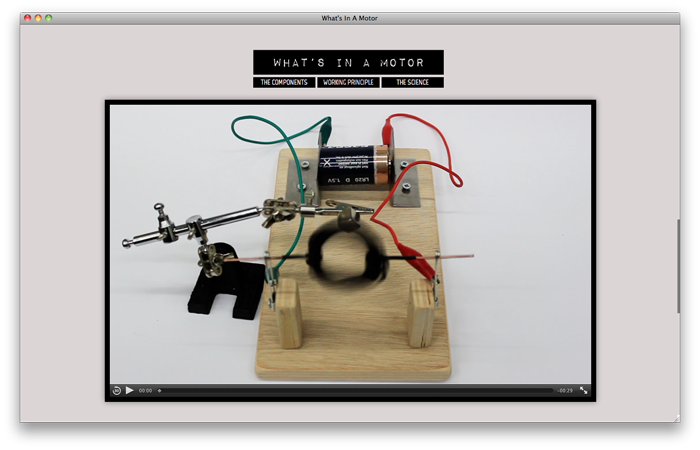 What's In A Motor
WHAT'S IN A MOTOR
THE COMPONENTS WORKING PRINCIPLE THE SCIENCE
LR20 D 1.5V
00:00 -00:29